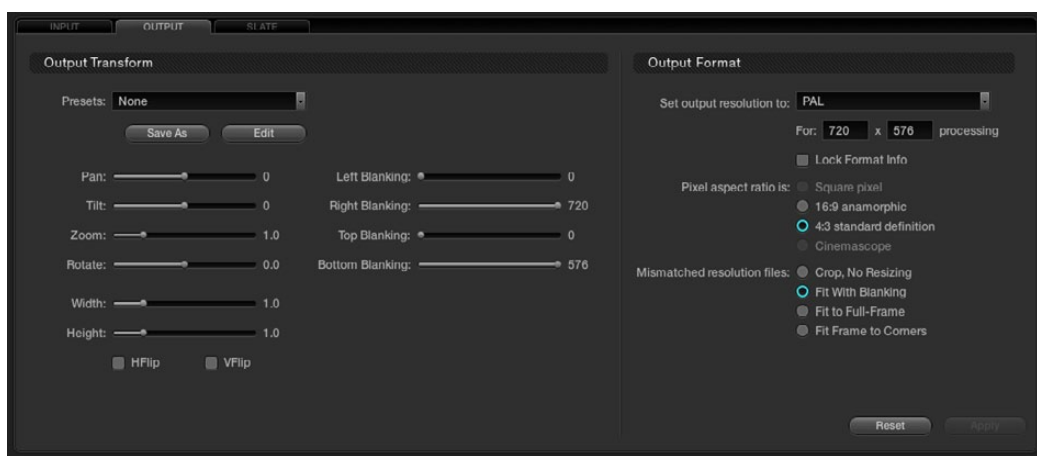 INPUT OUTPUT SLATE
Output Transform
Presets: None
Save As Edit
Pan: 0 Left Blanking: 0
Tilt: 0 Right Blanking: 720
Zoom: 1.0 Top Blanking: 0
Rotate: 0.0 Bottom Blanking: 576
Width: 1.0
Height: 1.0
HFlip VFlip
Output Format
Set output resolution to: PAL
For: 720 x 576 processing
Lock Format Info
Pixel aspect ratio is: Square pixel
16:9 anamorphic
4:3 standard definition
Cinemascope
Mismatched resolution files: Crop, No Resizing
Fit With Blanking
Fit to Full-Frame
Fit Frame to Corners
Reset Apply